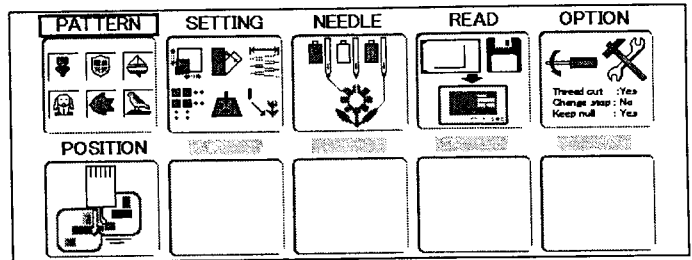 PATTERN SETTING NEEDLE READ OPTION
Thread cut :Yes
Change stop : No
Keep null : Yes
POSITION